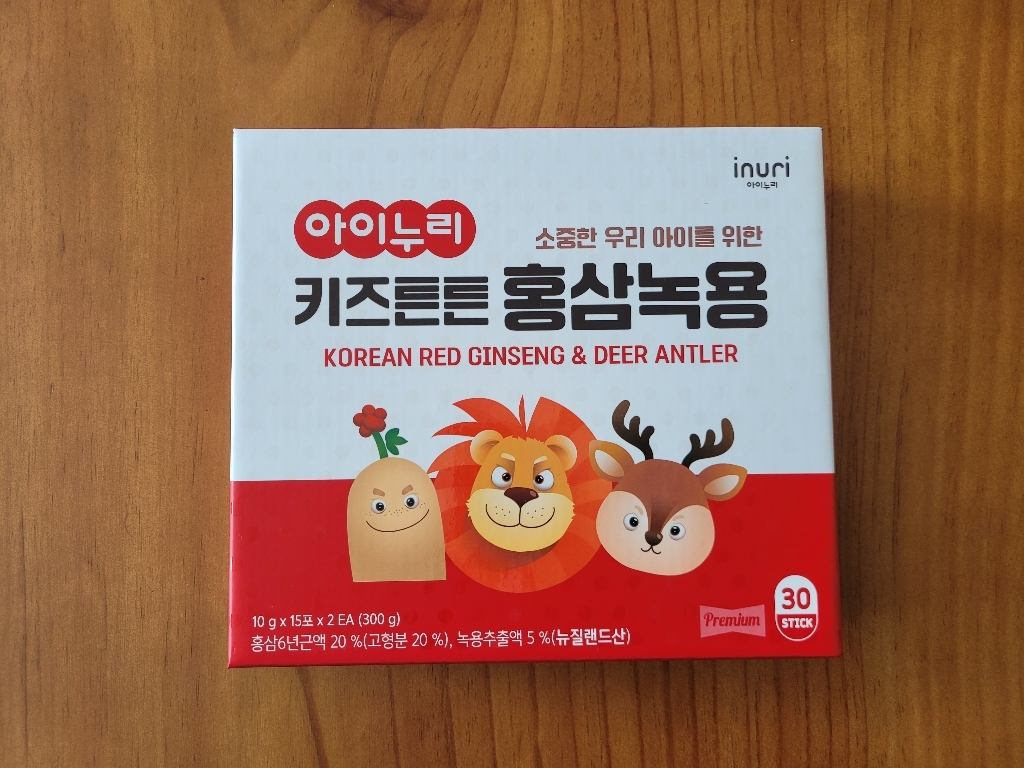 inuri
아이누리
아이누리
소중한 우리 아이를 위한
키즈튼튼 홍삼녹용
KOREAN RED GINSENG & DEER ANTLER
10 g x 15포 x 2 EA (300 g)
홍삼6년근액 20 %(고형분 20 %), 녹용추출액 5 %(뉴질랜드산)
Premium
30
STICK